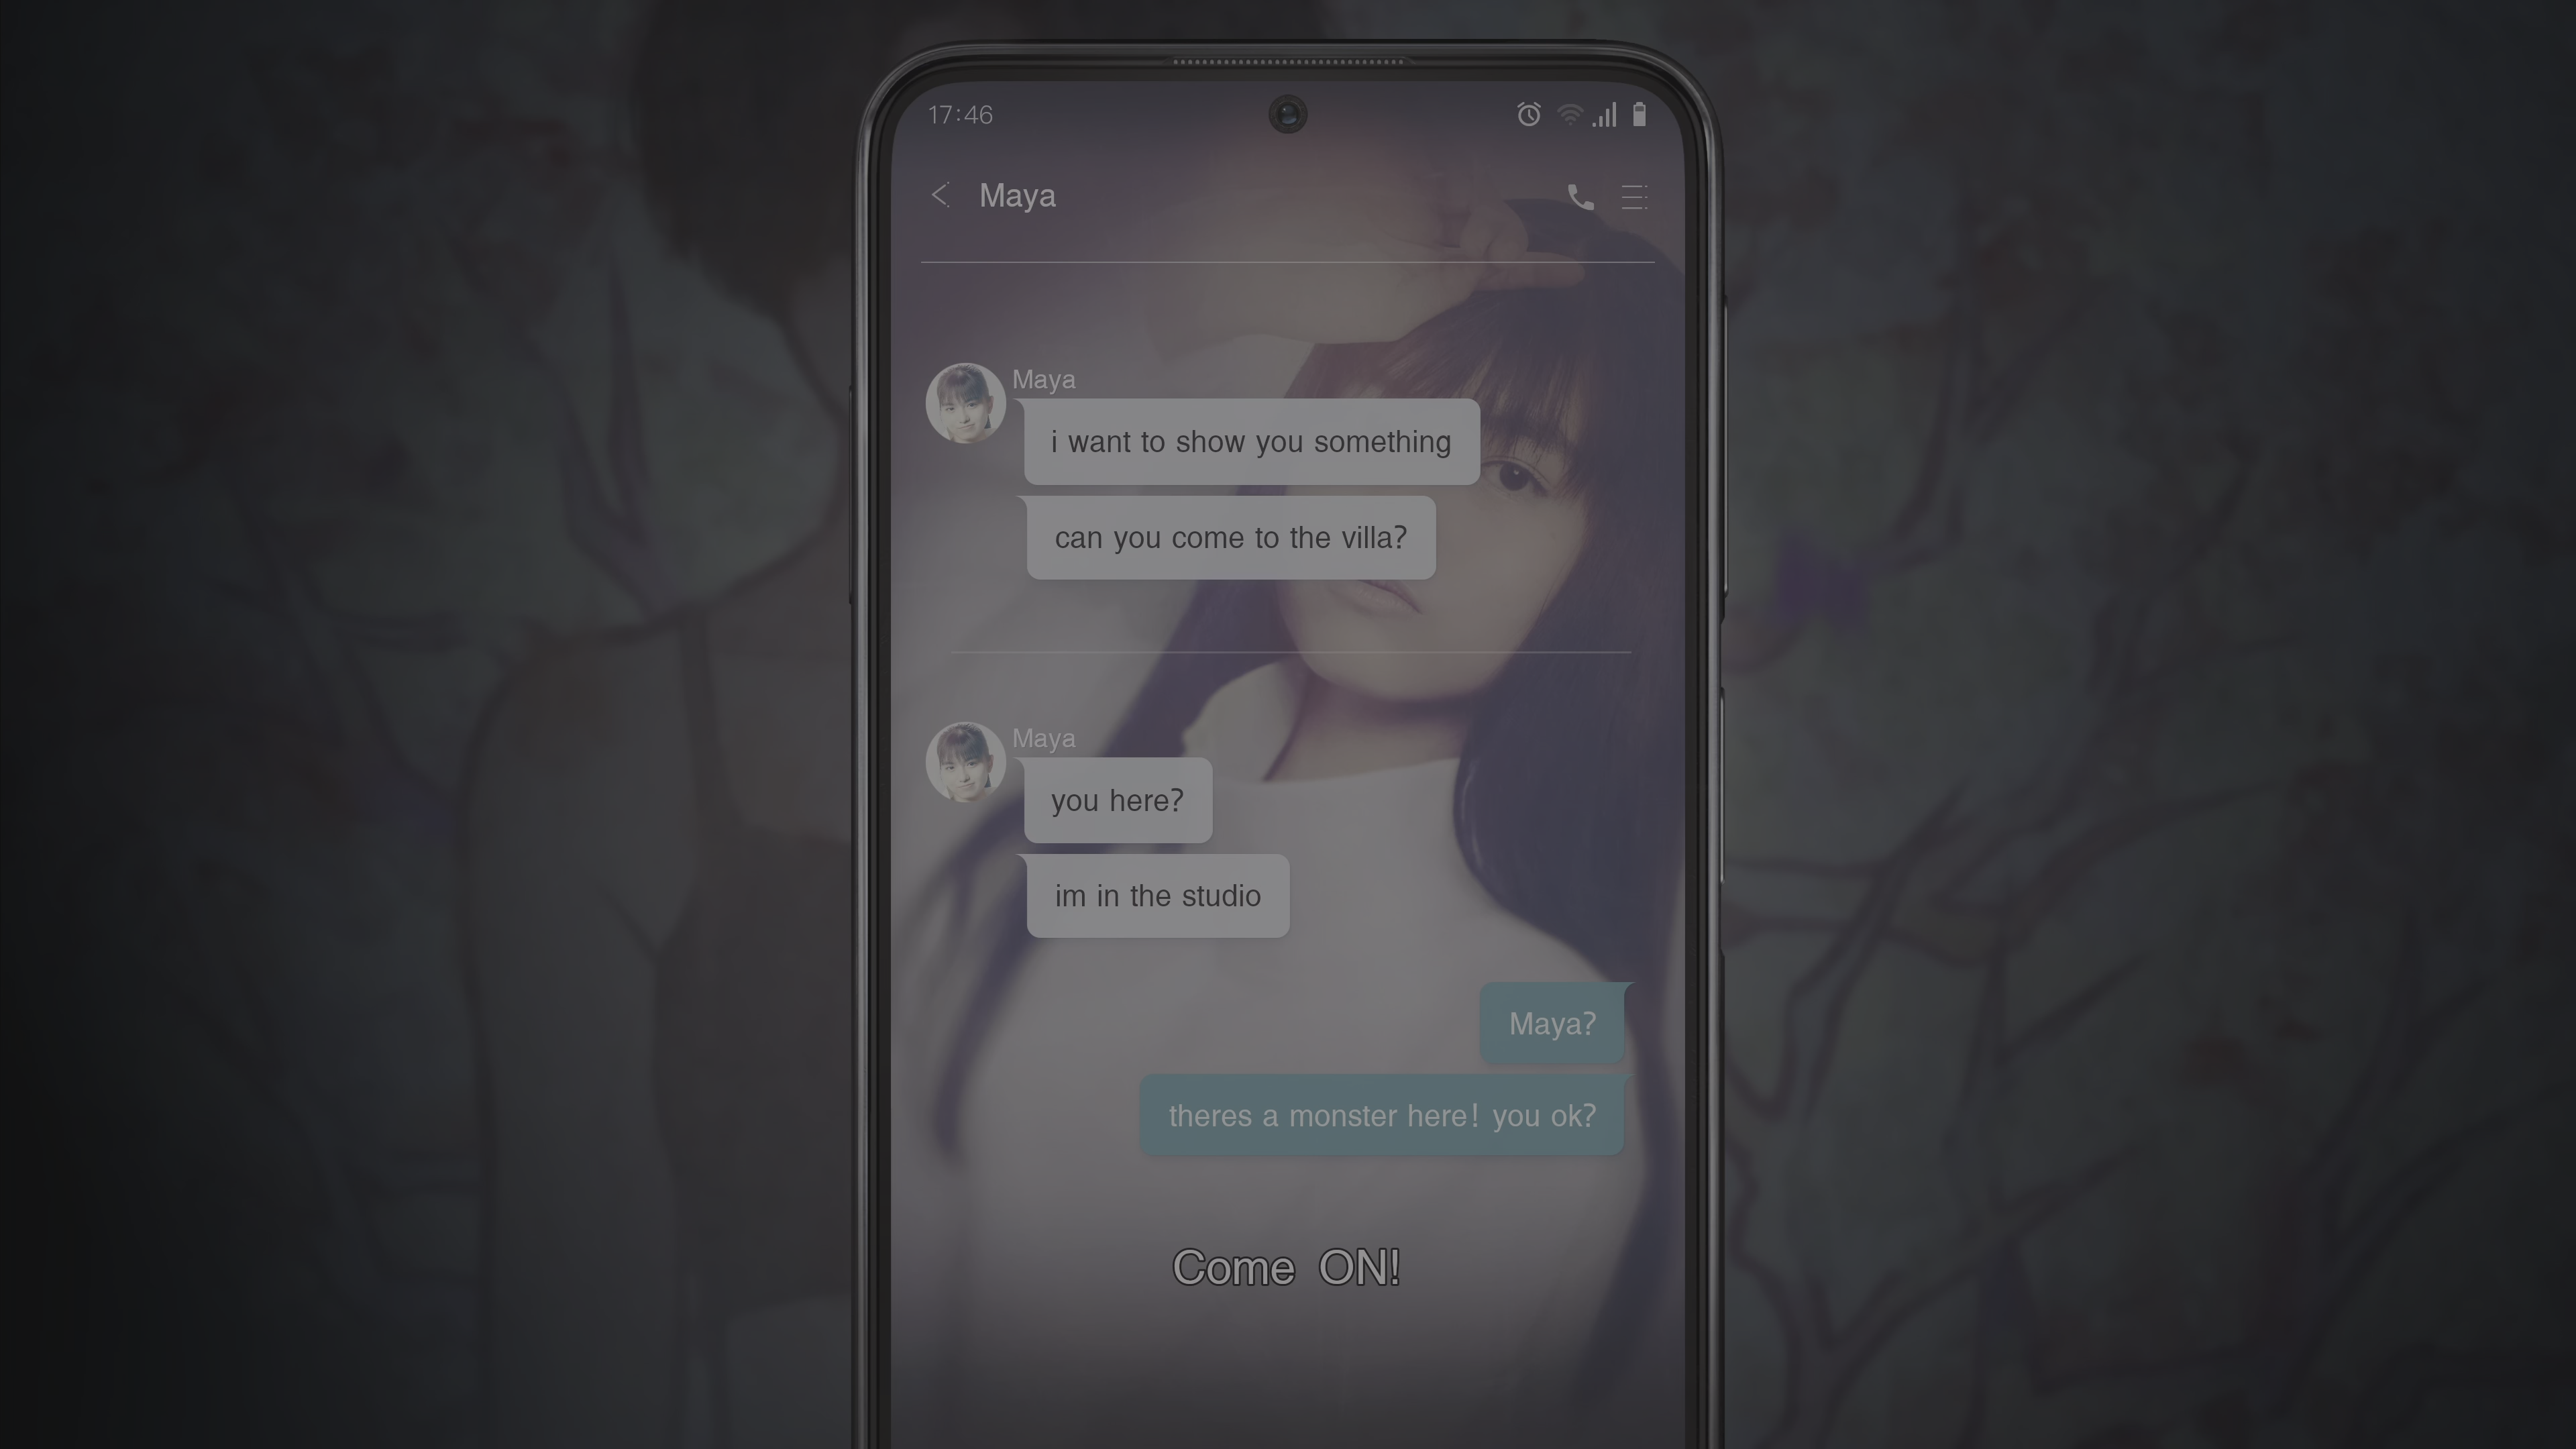 17:46
Maya
Maya
i want to show you something
can you come to the villa?
Maya
you here?
im in the studio
Maya?
theres a monster here! you ok?
Come ON!